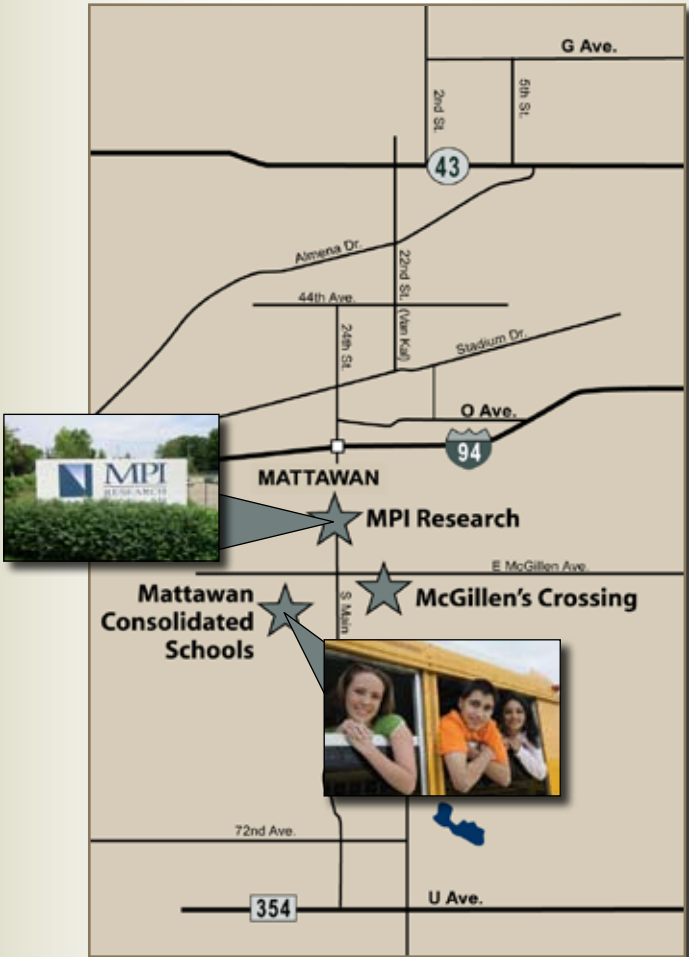 G Ave.
2nd St.
5th St.
43
Almena Dr.
22nd St. (Van Kal)
44th Ave.
24th St.
Stadium Dr.
O Ave.
94
MATTAWAN
MPI
RESEARCH
MPI Research
E McGillen Ave.
Mattawan
Consolidated
Schools
McGillen's Crossing
S Main
72nd Ave.
354
U Ave.